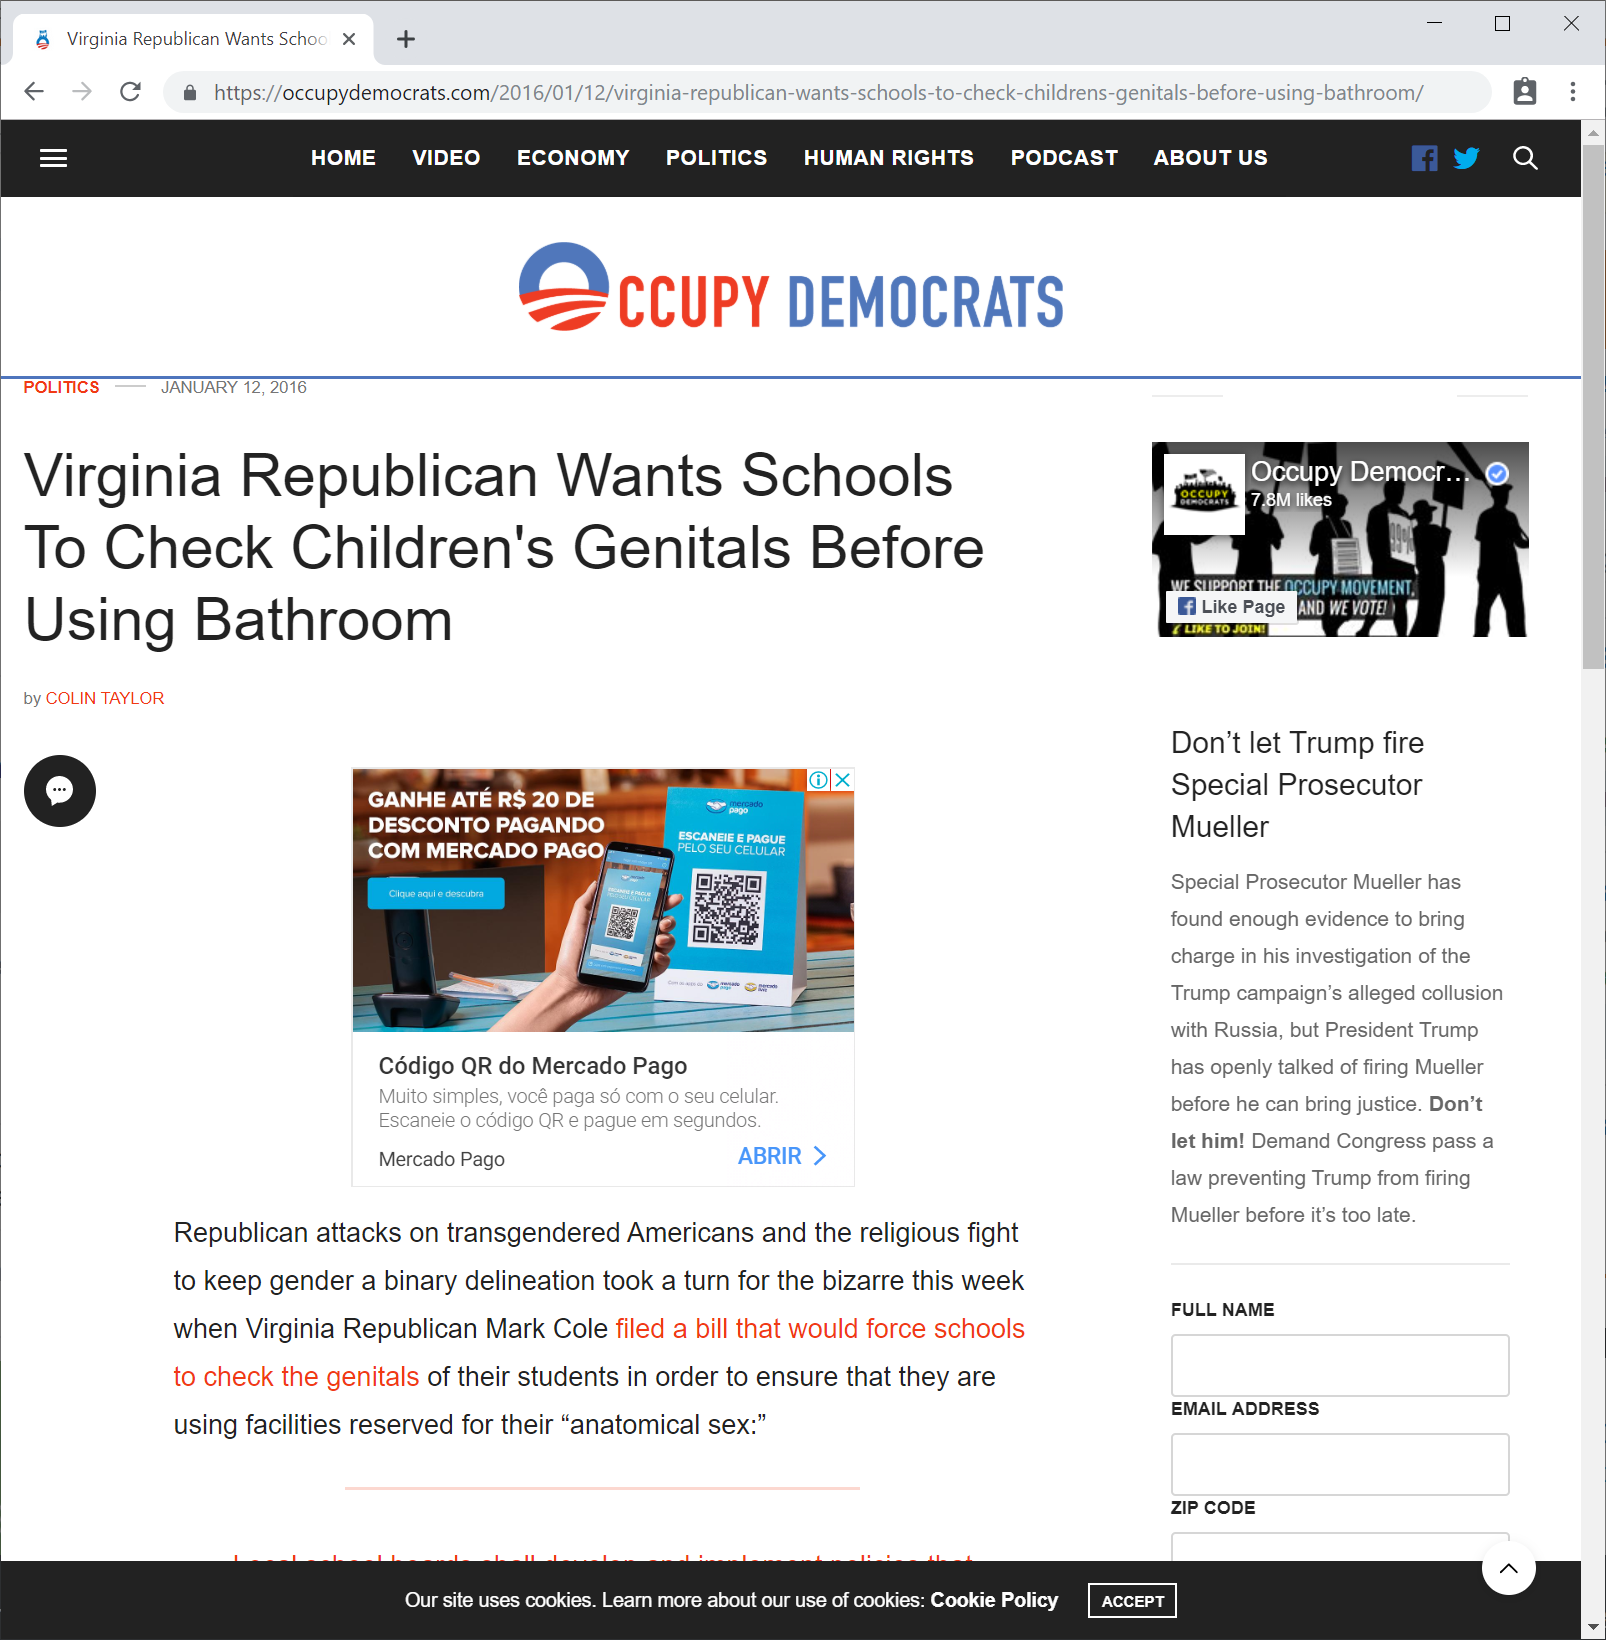 Virginia Republican Wants Schoo
https://occupydemocrats.com/2016/01/12/virginia-republican-wants-schools-to-check-childrens-genitals-before-using-bathroom/
HOME VIDEO ECONOMY POLITICS HUMAN RIGHTS PODCAST ABOUT US
OCCUPY DEMOCRATS
POLITICS JANUARY 12, 2016
Virginia Republican Wants Schools
To Check Children's Genitals Before
Using Bathroom
by COLIN TAYLOR
GANHE ATÉ R$ 20 DE
DESCONTO PAGANDO
COM MERCADO PAGO
Clique aqui e descubra
mercado
pago
ESCANEIE E PAGUE
PELO SEU CELULAR
Código QR do Mercado Pago
Muito simples, você paga só com o seu celular.
Escaneie o código QR e pague em segundos.
Mercado Pago
ABRIR
Republican attacks on transgendered Americans and the religious fight
to keep gender a binary delineation took a turn for the bizarre this week
when Virginia Republican Mark Cole filed a bill that would force schools
to check the genitals of their students in order to ensure that they are
using facilities reserved for their “anatomical sex:”
Local school boards shall develop and implement policies that
OCCUPY
DEMOCRATS
Occupy Democr...
7.8M likes
99%
WE SUPPORT THE OCCUPY MOVEMENT,
Like Page
AND WE VOTE!
LIKE TO JOIN!
Don’t let Trump fire
Special Prosecutor
Mueller
Special Prosecutor Mueller has
found enough evidence to bring
charge in his investigation of the
Trump campaign’s alleged collusion
with Russia, but President Trump
has openly talked of firing Mueller
before he can bring justice. Don’t
let him! Demand Congress pass a
law preventing Trump from firing
Mueller before it’s too late.
FULL NAME
EMAIL ADDRESS
ZIP CODE
Our site uses cookies. Learn more about our use of cookies: Cookie Policy
ACCEPT